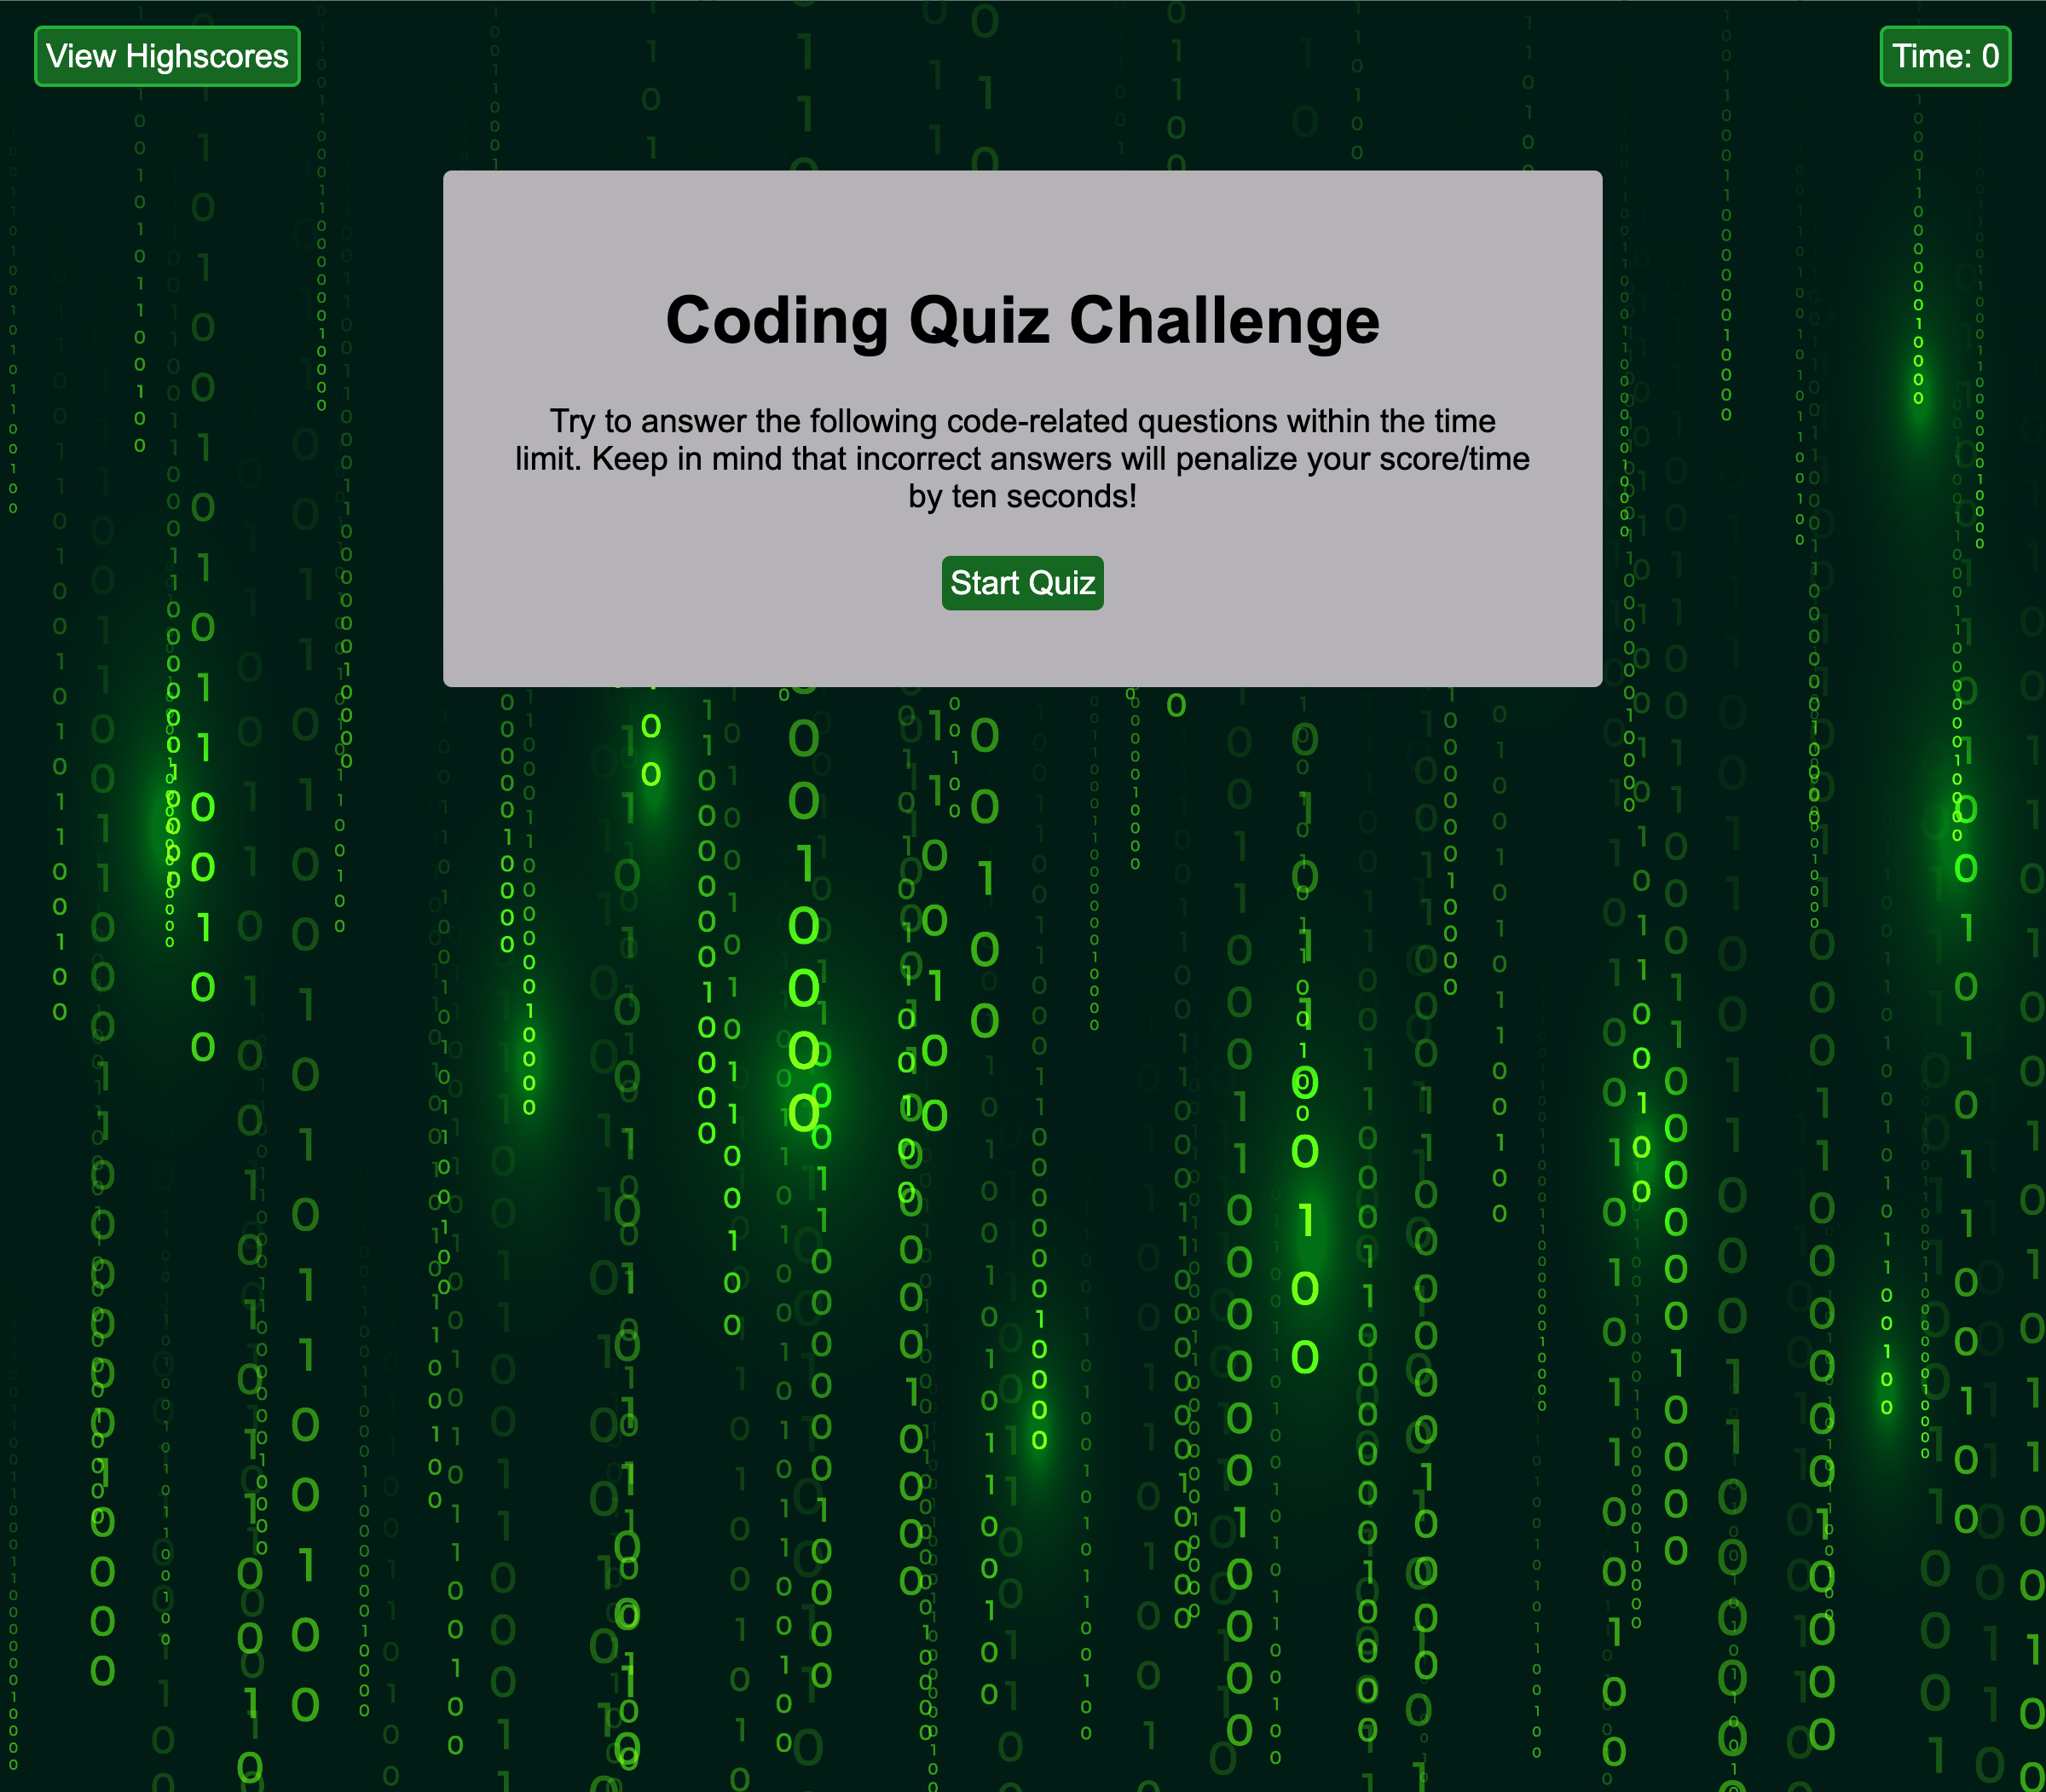 View Highscores
Time: 0
Coding Quiz Challenge
Try to answer the following code-related questions within the time
limit. Keep in mind that incorrect answers will penalize your score/time
by ten seconds!
Start Quiz